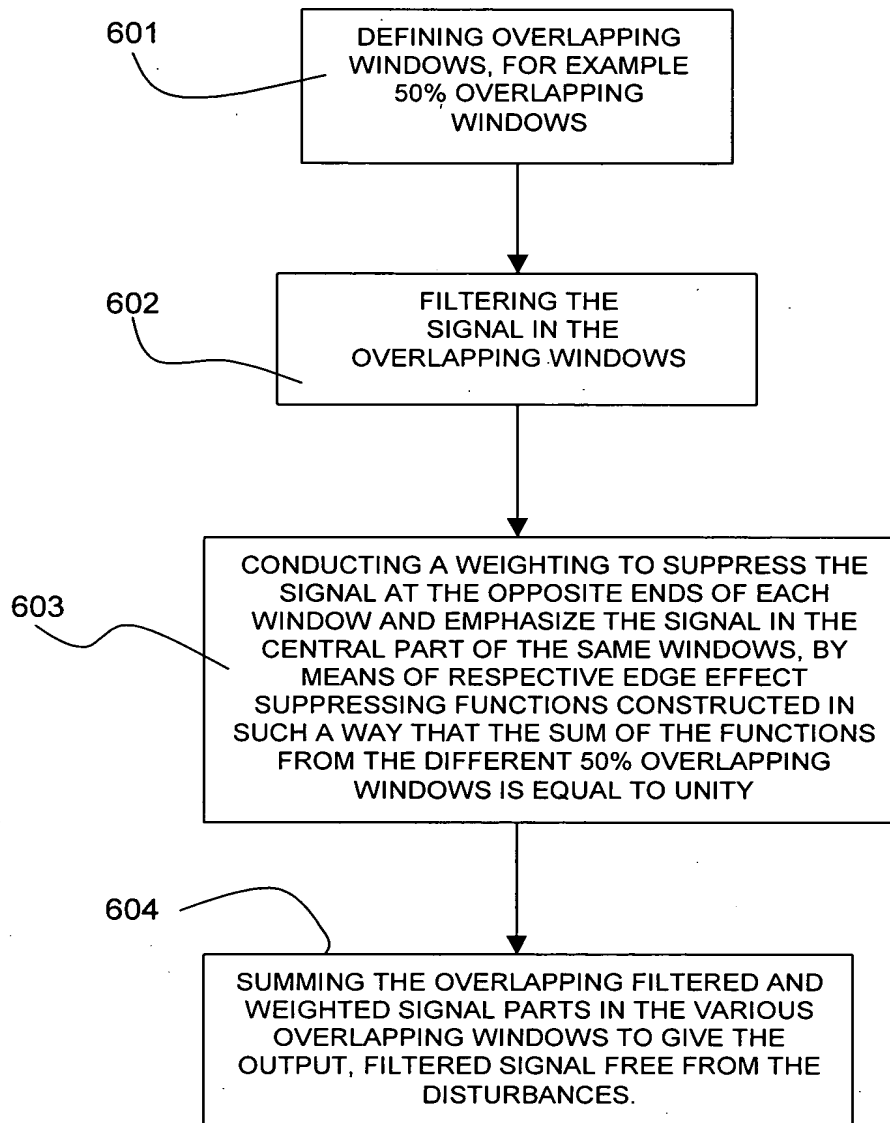 601
DEFINING OVERLAPPING
WINDOWS, FOR EXAMPLE
50% OVERLAPPING
WINDOWS
602
FILTERING THE
SIGNAL IN THE
OVERLAPPING WINDOWS
603
CONDUCTING A WEIGHTING TO SUPPRESS THE
SIGNAL AT THE OPPOSITE ENDS OF EACH
WINDOW AND EMPHASIZE THE SIGNAL IN THE
CENTRAL PART OF THE SAME WINDOWS, BY
MEANS OF RESPECTIVE EDGE EFFECT
SUPPRESSING FUNCTIONS CONSTRUCTED IN
SUCH A WAY THAT THE SUM OF THE FUNCTIONS
FROM THE DIFFERENT 50% OVERLAPPING
WINDOWS IS EQUAL TO UNITY
604
SUMMING THE OVERLAPPING FILTERED AND
WEIGHTED SIGNAL PARTS IN THE VARIOUS
OVERLAPPING WINDOWS TO GIVE THE
OUTPUT, FILTERED SIGNAL FREE FROM THE
DISTURBANCES.